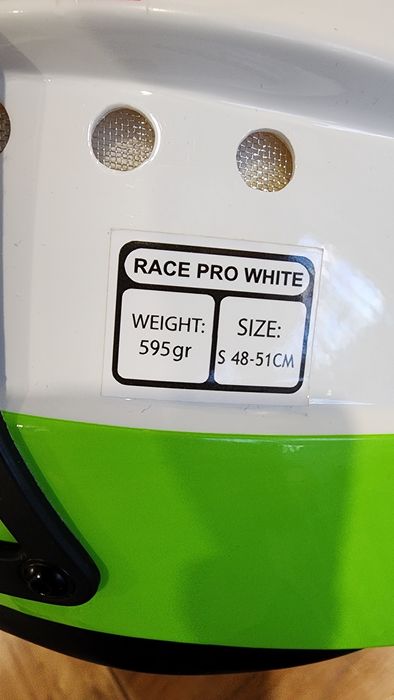 RACE PRO WHITE
WEIGHT:
595gr
SIZE:
S 48-51CM